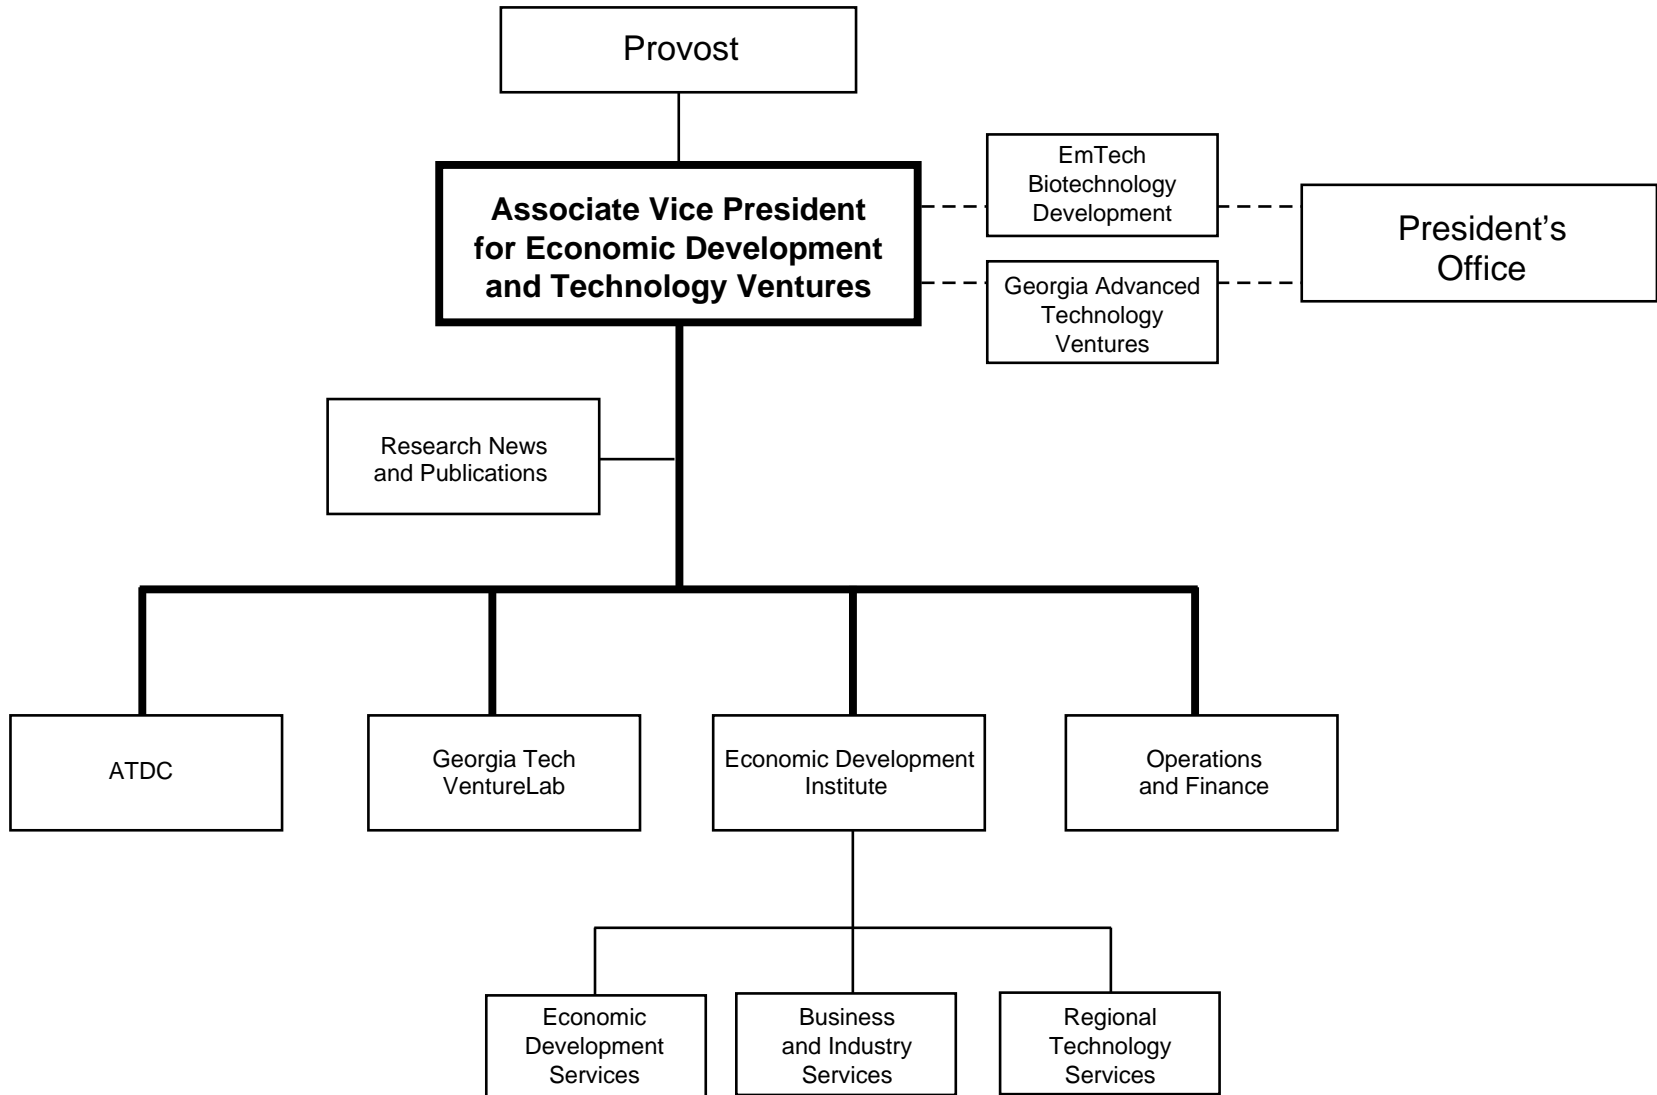 Provost
Associate Vice President
for Economic Development
and Technology Ventures
EmTech
Biotechnology
Development
Georgia Advanced
Technology
Ventures
President’s
Office
Research News
and Publications
ATDC
Georgia Tech
VentureLab
Economic Development
Institute
Operations
and Finance
Economic
Development
Services
Business
and Industry
Services
Regional
Technology
Services